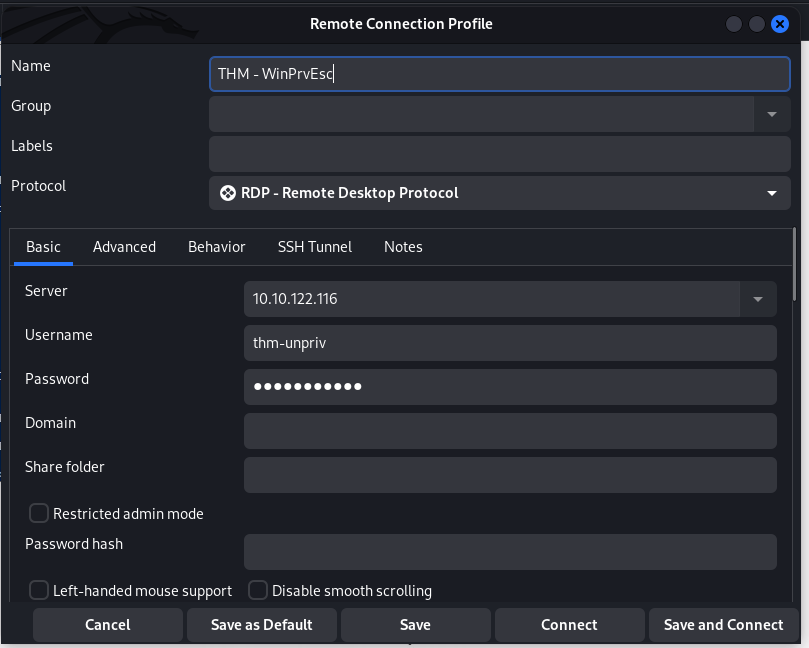 Remote Connection Profile
Name
THM - WinPrvEsc
Group
Labels
Protocol
RDP - Remote Desktop Protocol
Basic Advanced Behavior SSH Tunnel Notes
Server
10.10.122.116
Username
thm-unpriv
Password
●●●●●●●●●●●
Domain
Share folder
Restricted admin mode
Password hash
Left-handed mouse support Disable smooth scrolling
Cancel Save as Default Save Connect Save and Connect